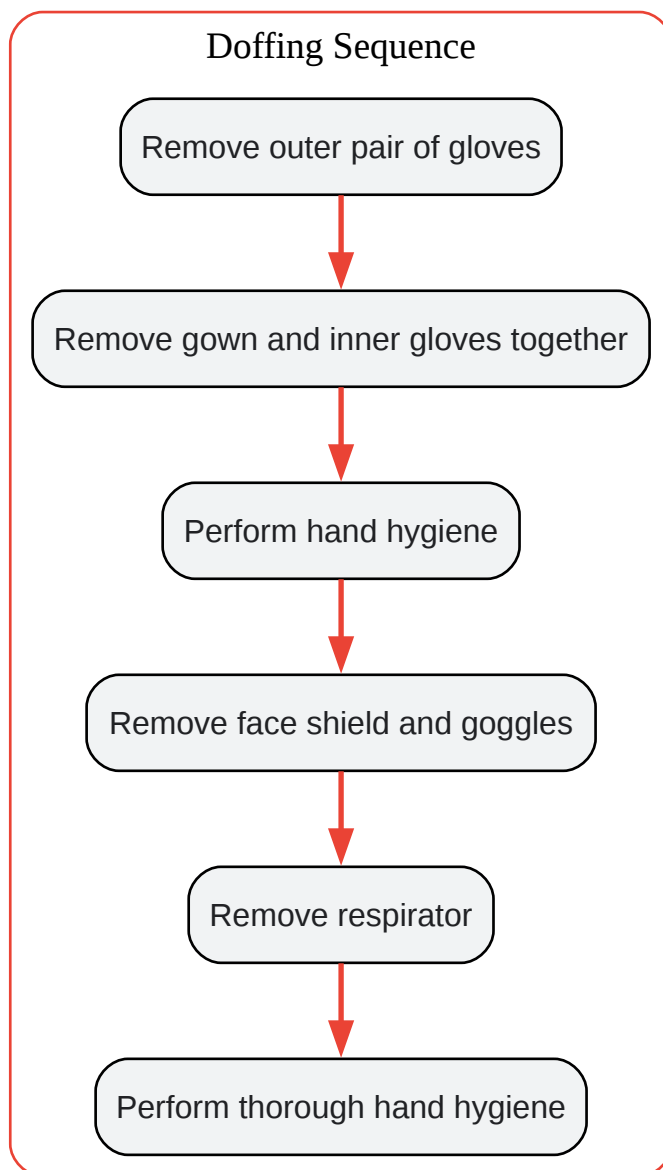 Doffing Sequence
Remove outer pair of gloves
Remove gown and inner gloves together
Perform hand hygiene
Remove face shield and goggles
Remove respirator
Perform thorough hand hygiene